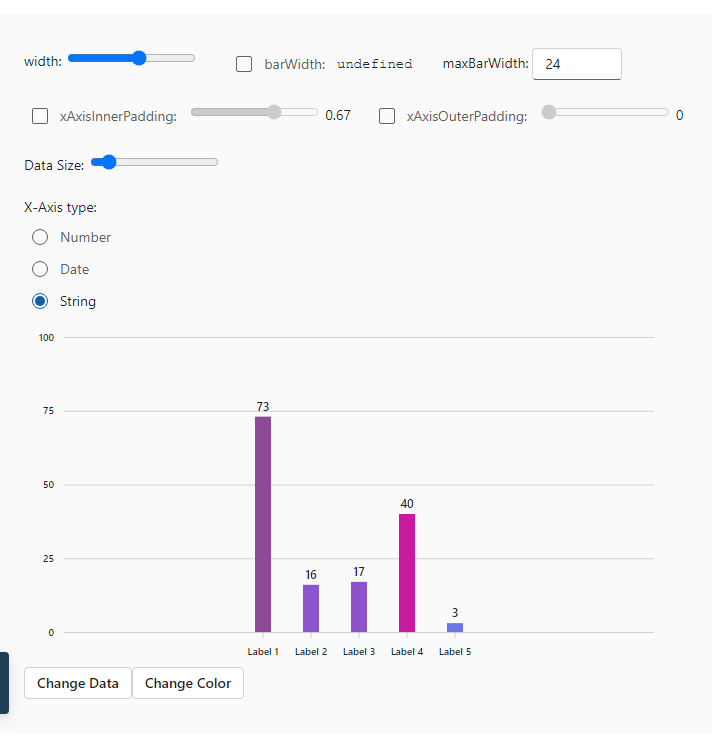 width: barWidth: undefined maxBarWidth: 24
xAxisInnerPadding: 0.67 xAxisOuterPadding: 0
Data Size:
X-Axis type:
Number
Date
String
100
75
50
25
0
73
16
17
40
3
Label 1 Label 2 Label 3 Label 4 Label 5
Change Data Change Color